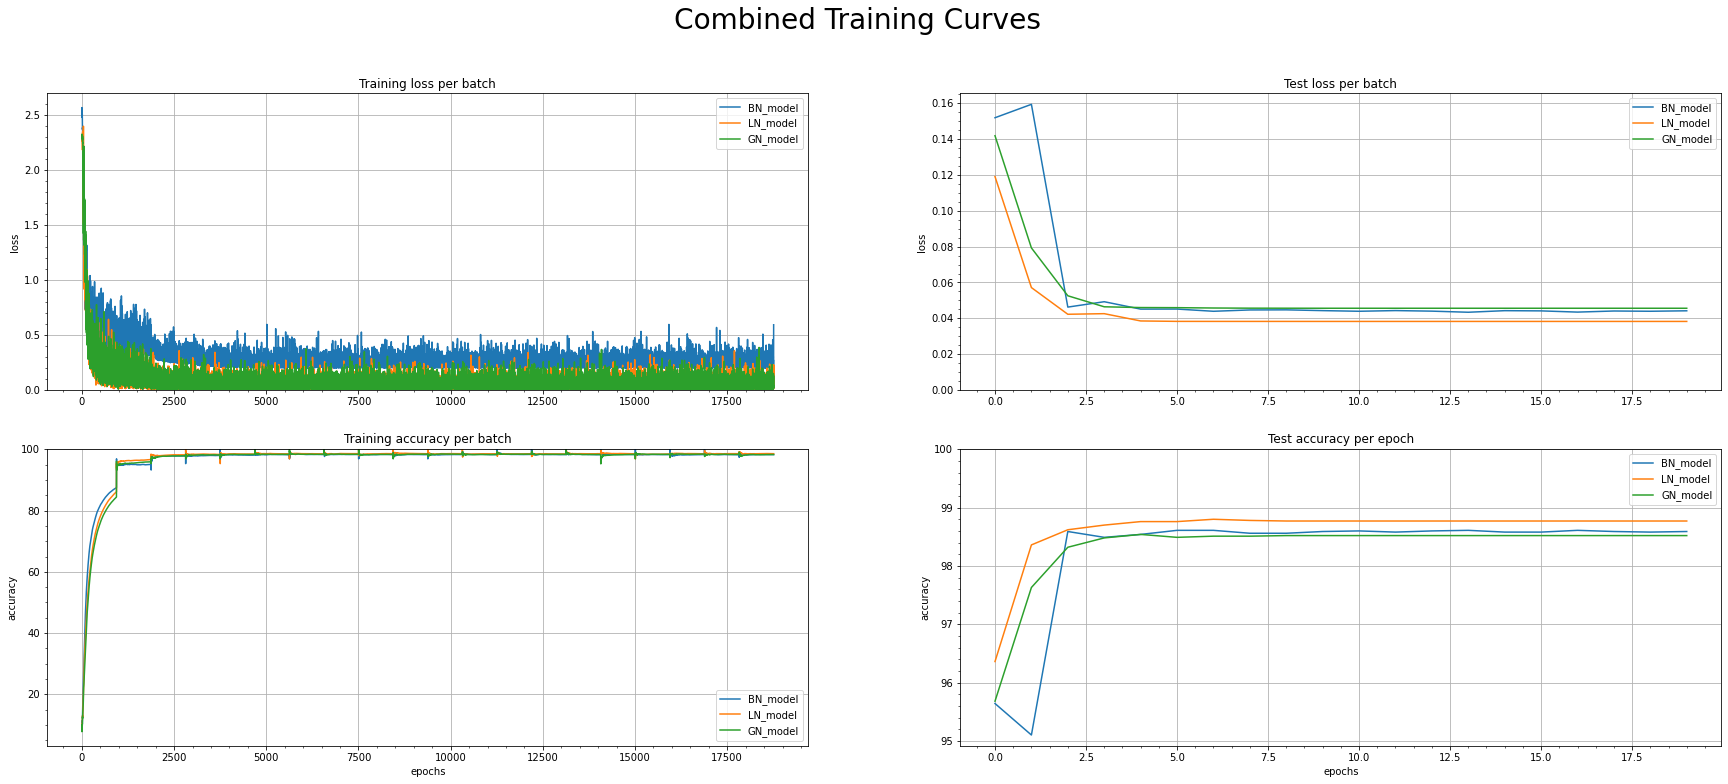 Combined Training Curves
Training loss per batch
loss
2.5
2.0
1.5
1.0
0.5
0.0
0
2500
5000
7500
10000
12500
15000
17500
BN_model
LN_model
GN_model
Test loss per batch
loss
0.16
0.14
0.12
0.10
0.08
0.06
0.04
0.02
0.00
0.0
2.5
5.0
7.5
10.0
12.5
15.0
17.5
BN_model
LN_model
GN_model
Training accuracy per batch
accuracy
100
80
60
40
20
0
2500
5000
7500
10000
12500
15000
17500
epochs
BN_model
LN_model
GN_model
Test accuracy per epoch
accuracy
100
99
98
97
96
95
0.0
2.5
5.0
7.5
10.0
12.5
15.0
17.5
epochs
BN_model
LN_model
GN_model